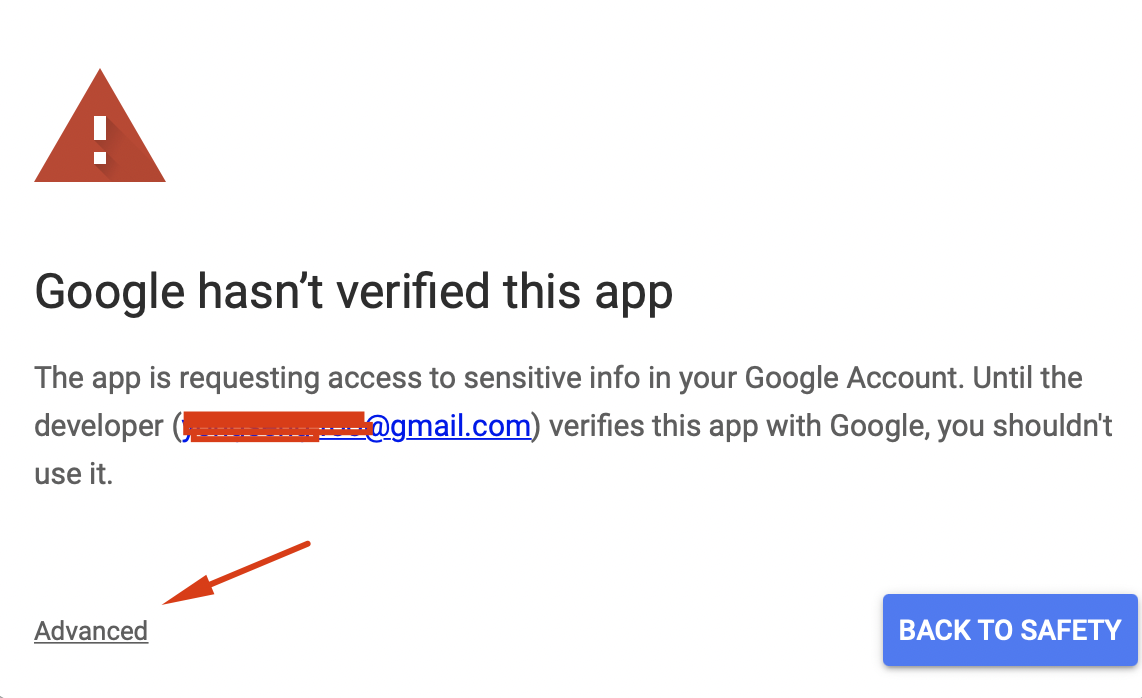 Google hasn’t verified this app
The app is requesting access to sensitive info in your Google Account. Until the
developer ( @gmail.com) verifies this app with Google, you shouldn't
use it.
Advanced
BACK TO SAFETY